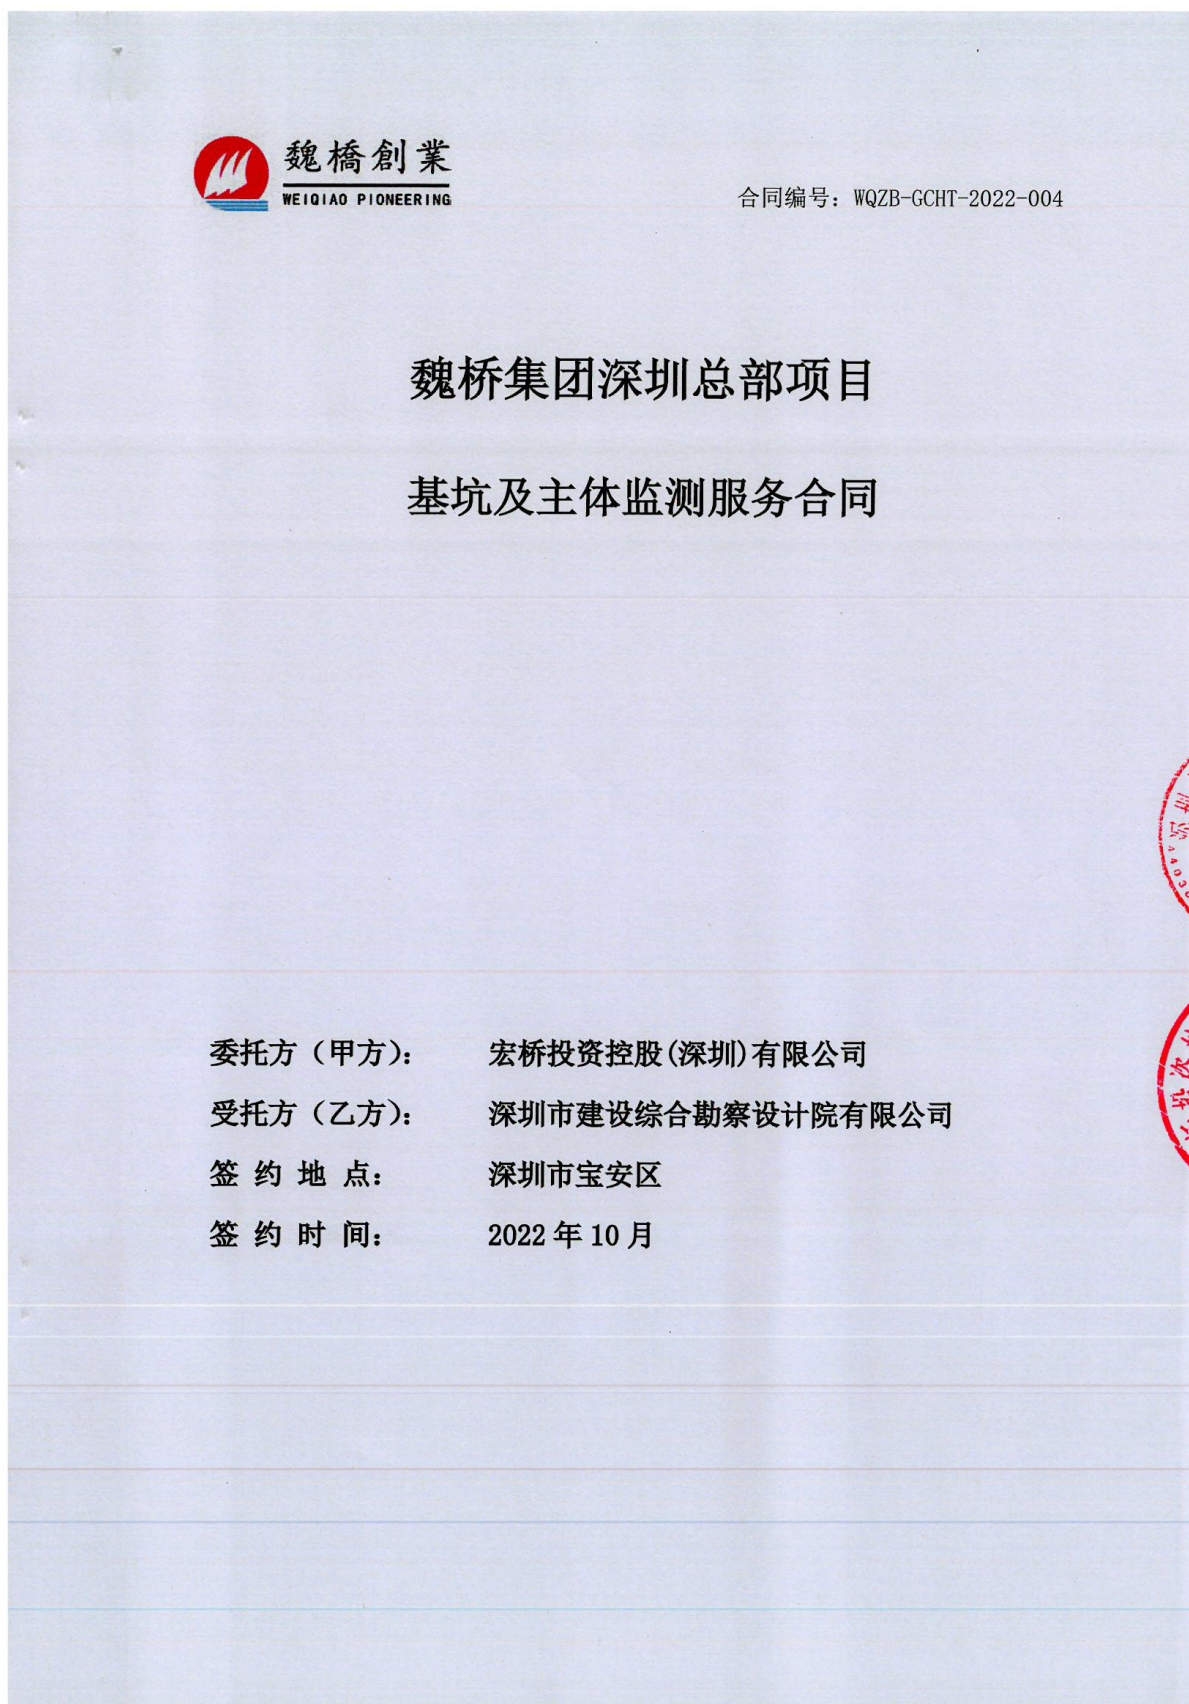 魏橋創業
WEIQIAO PIONEERING
合同编号：WQZB-GCHT-2022-004
魏桥集团深圳总部项目
基坑及主体监测服务合同
委托方（甲方）： 宏桥投资控股(深圳)有限公司
受托方（乙方）： 深圳市建设综合勘察设计院有限公司
签 约 地 点： 深圳市宝安区
签 约 时 间： 2022 年 10 月